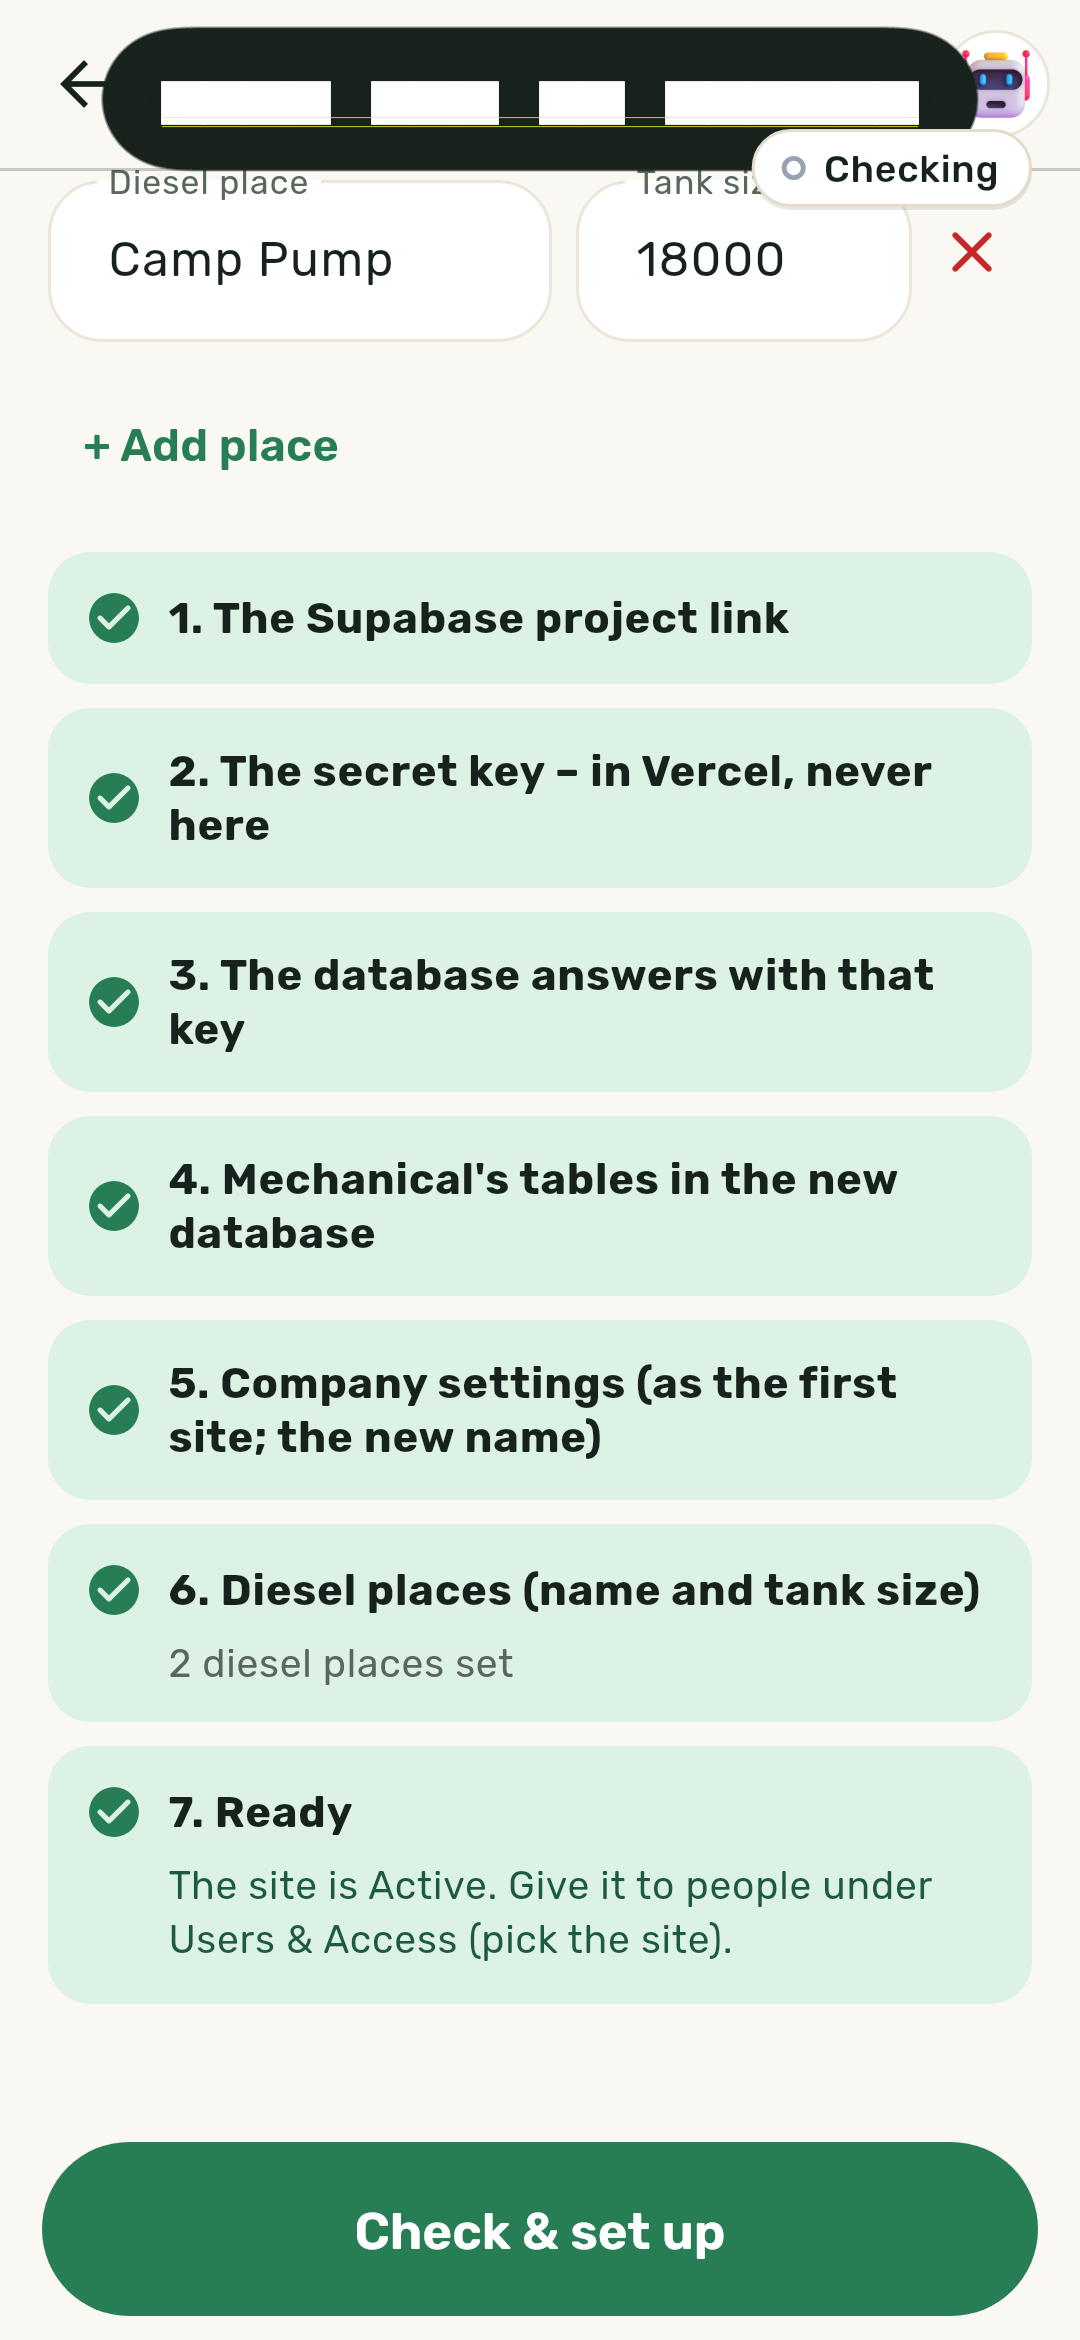 Checking
Diesel place
Tank siz
Camp Pump
18000
+ Add place
1. The Supabase project link
2. The secret key – in Vercel, never
here
3. The database answers with that
key
4. Mechanical's tables in the new
database
5. Company settings (as the first
site; the new name)
6. Diesel places (name and tank size)
2 diesel places set
7. Ready
The site is Active. Give it to people under
Users & Access (pick the site).
Check & set up